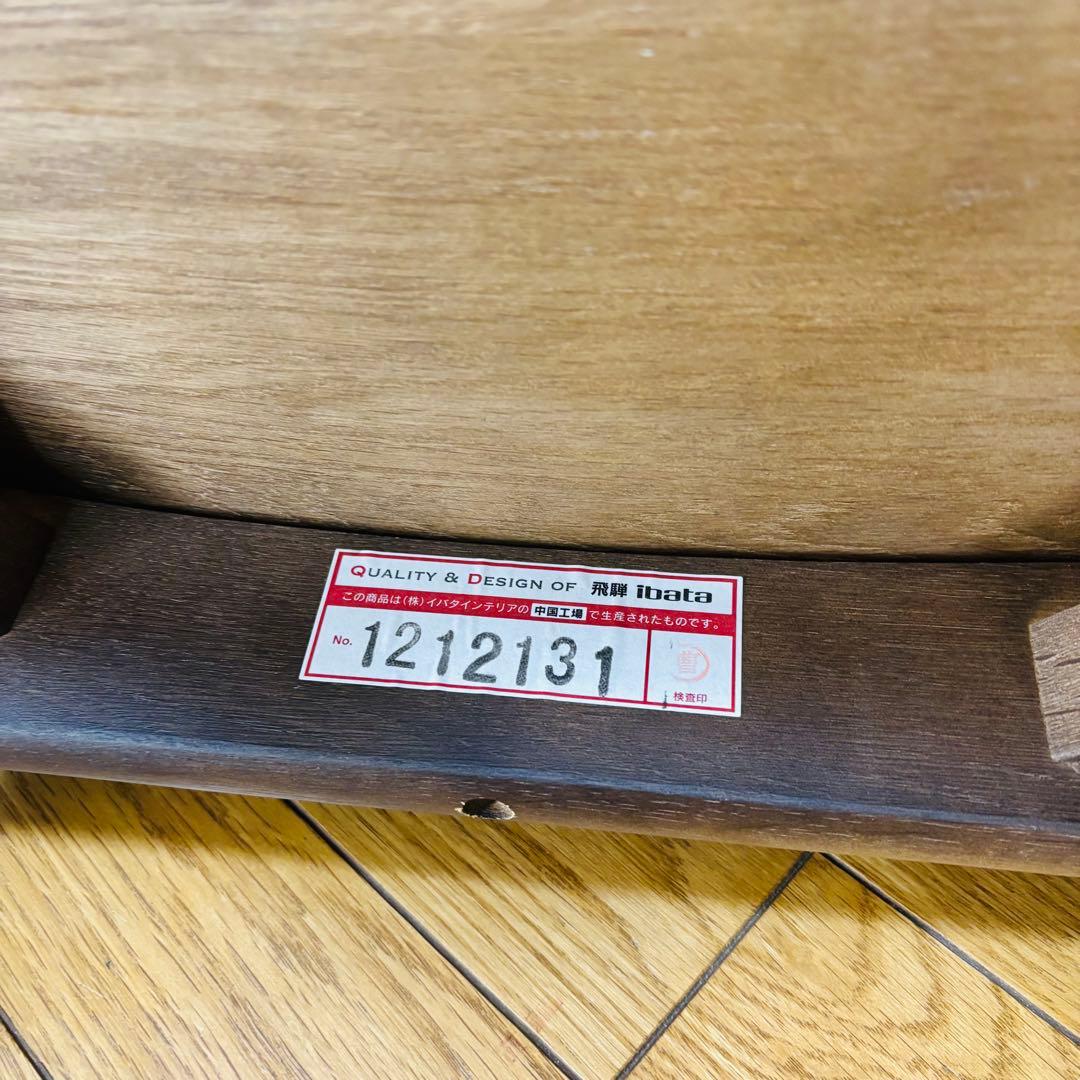 QUALITY & DESIGN OF 飛騨 ibata
この商品は(株)イバタインテリアの 中国工場 で生産されたものです。
No. 1212131
検査印